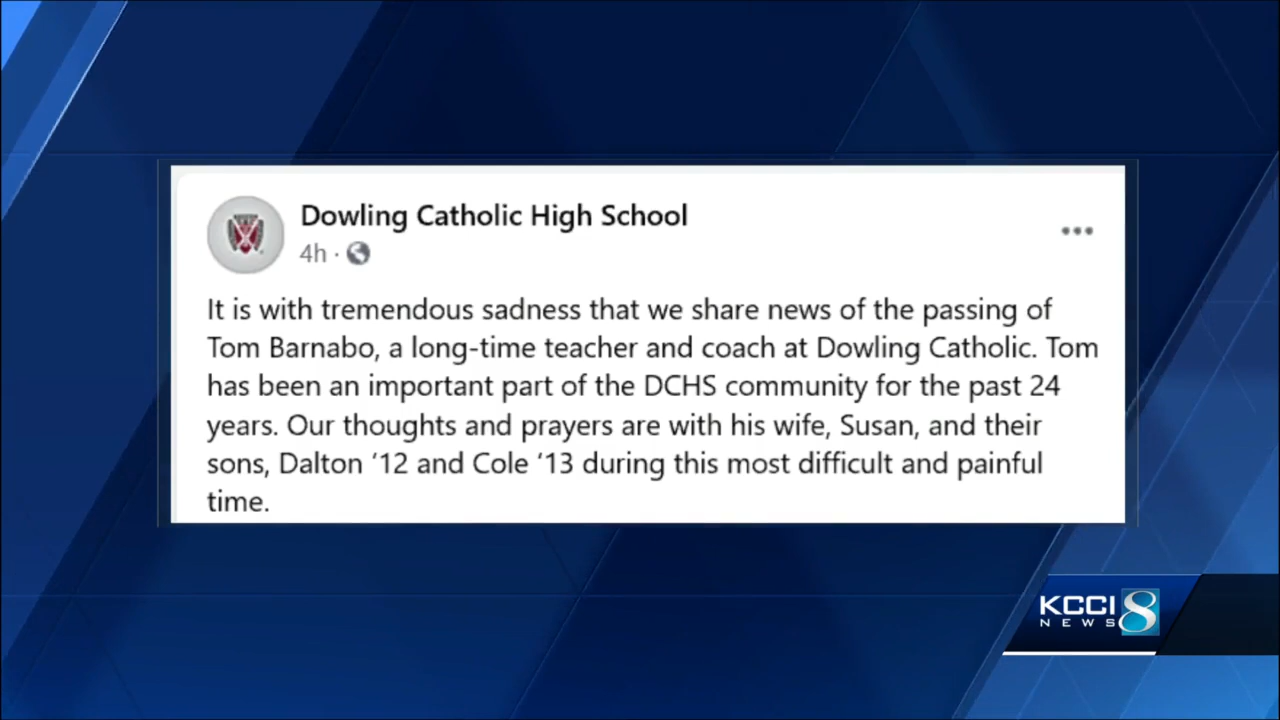 Dowling Catholic High School
4h ·
It is with tremendous sadness that we share news of the passing of
Tom Barnabo, a long-time teacher and coach at Dowling Catholic. Tom
has been an important part of the DCHS community for the past 24
years. Our thoughts and prayers are with his wife, Susan, and their
sons, Dalton ‘12 and Cole ‘13 during this most difficult and painful
time.
KCCI 8
NEWS